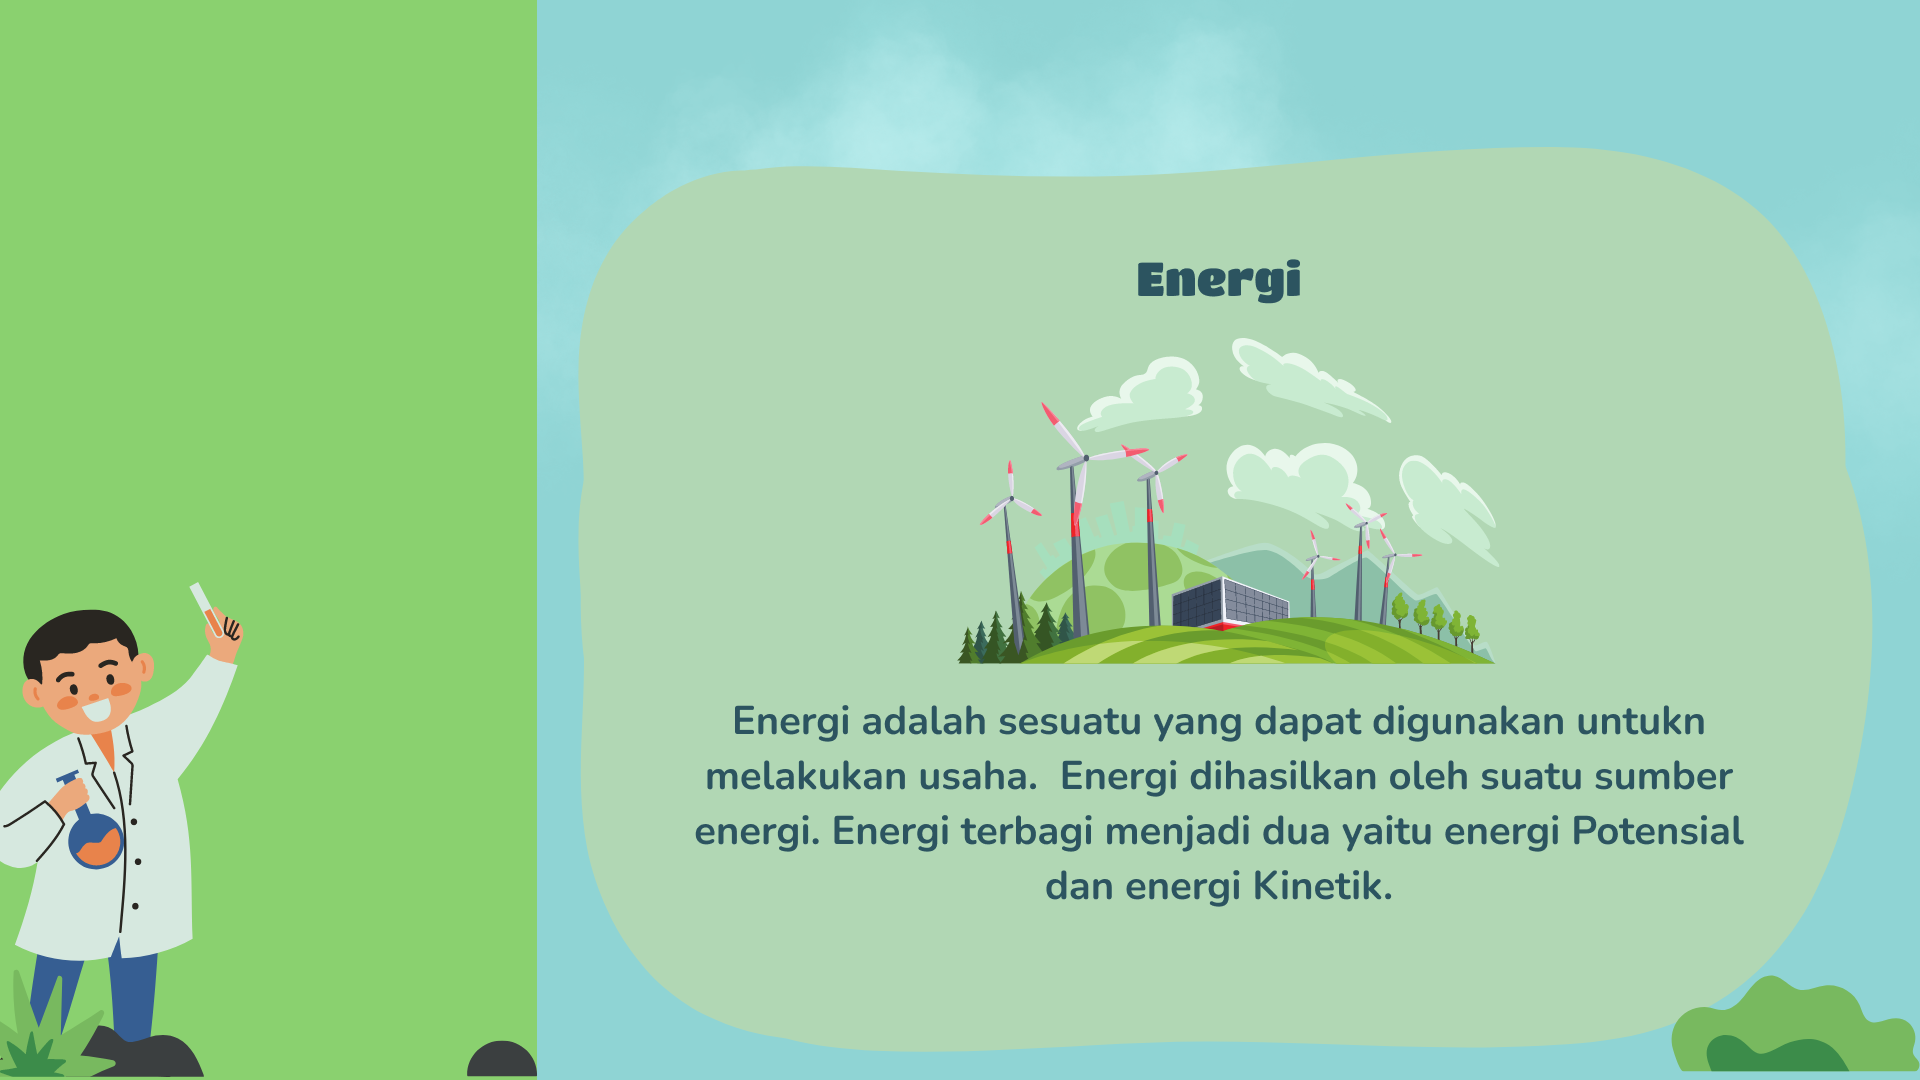 Energi
Energi adalah sesuatu yang dapat digunakan untukn
melakukan usaha.  Energi dihasilkan oleh suatu sumber
energi. Energi terbagi menjadi dua yaitu energi Potensial
dan energi Kinetik.